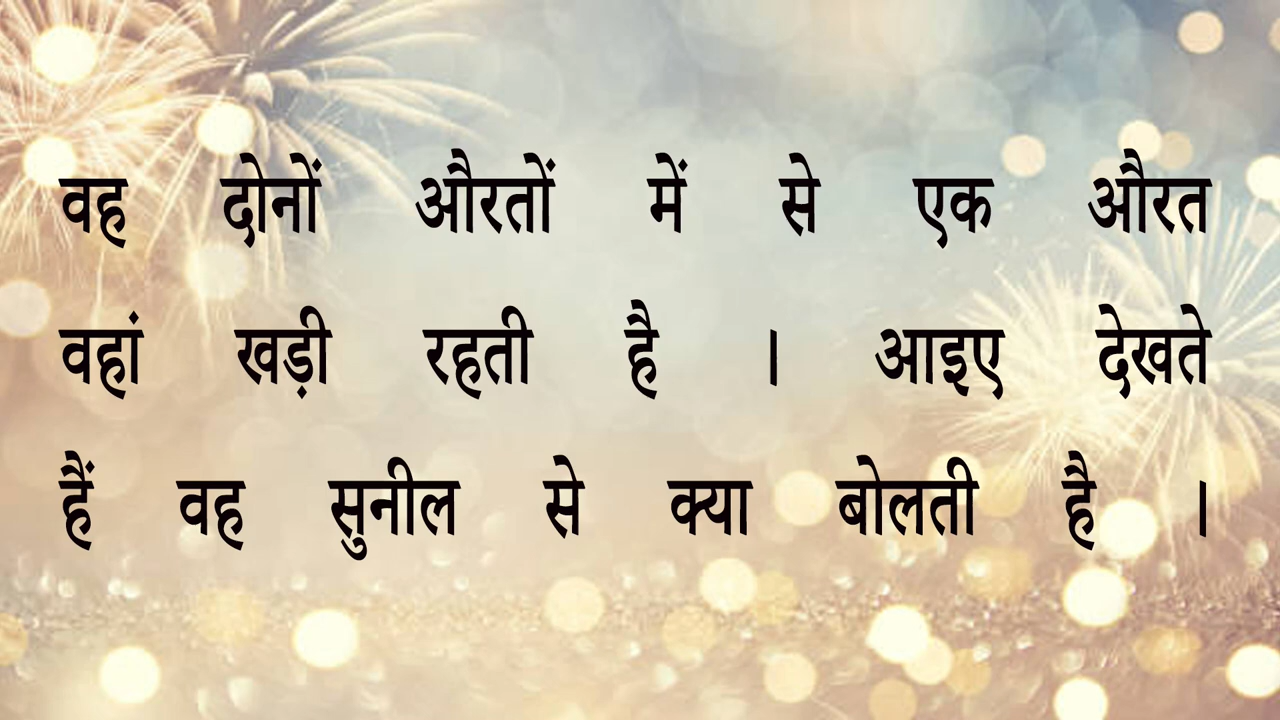 वह दोनों औरतों में से एक औरत
वहां खड़ी रहती है । आइए देखते
हैं वह सुनील से क्या बोलती है ।